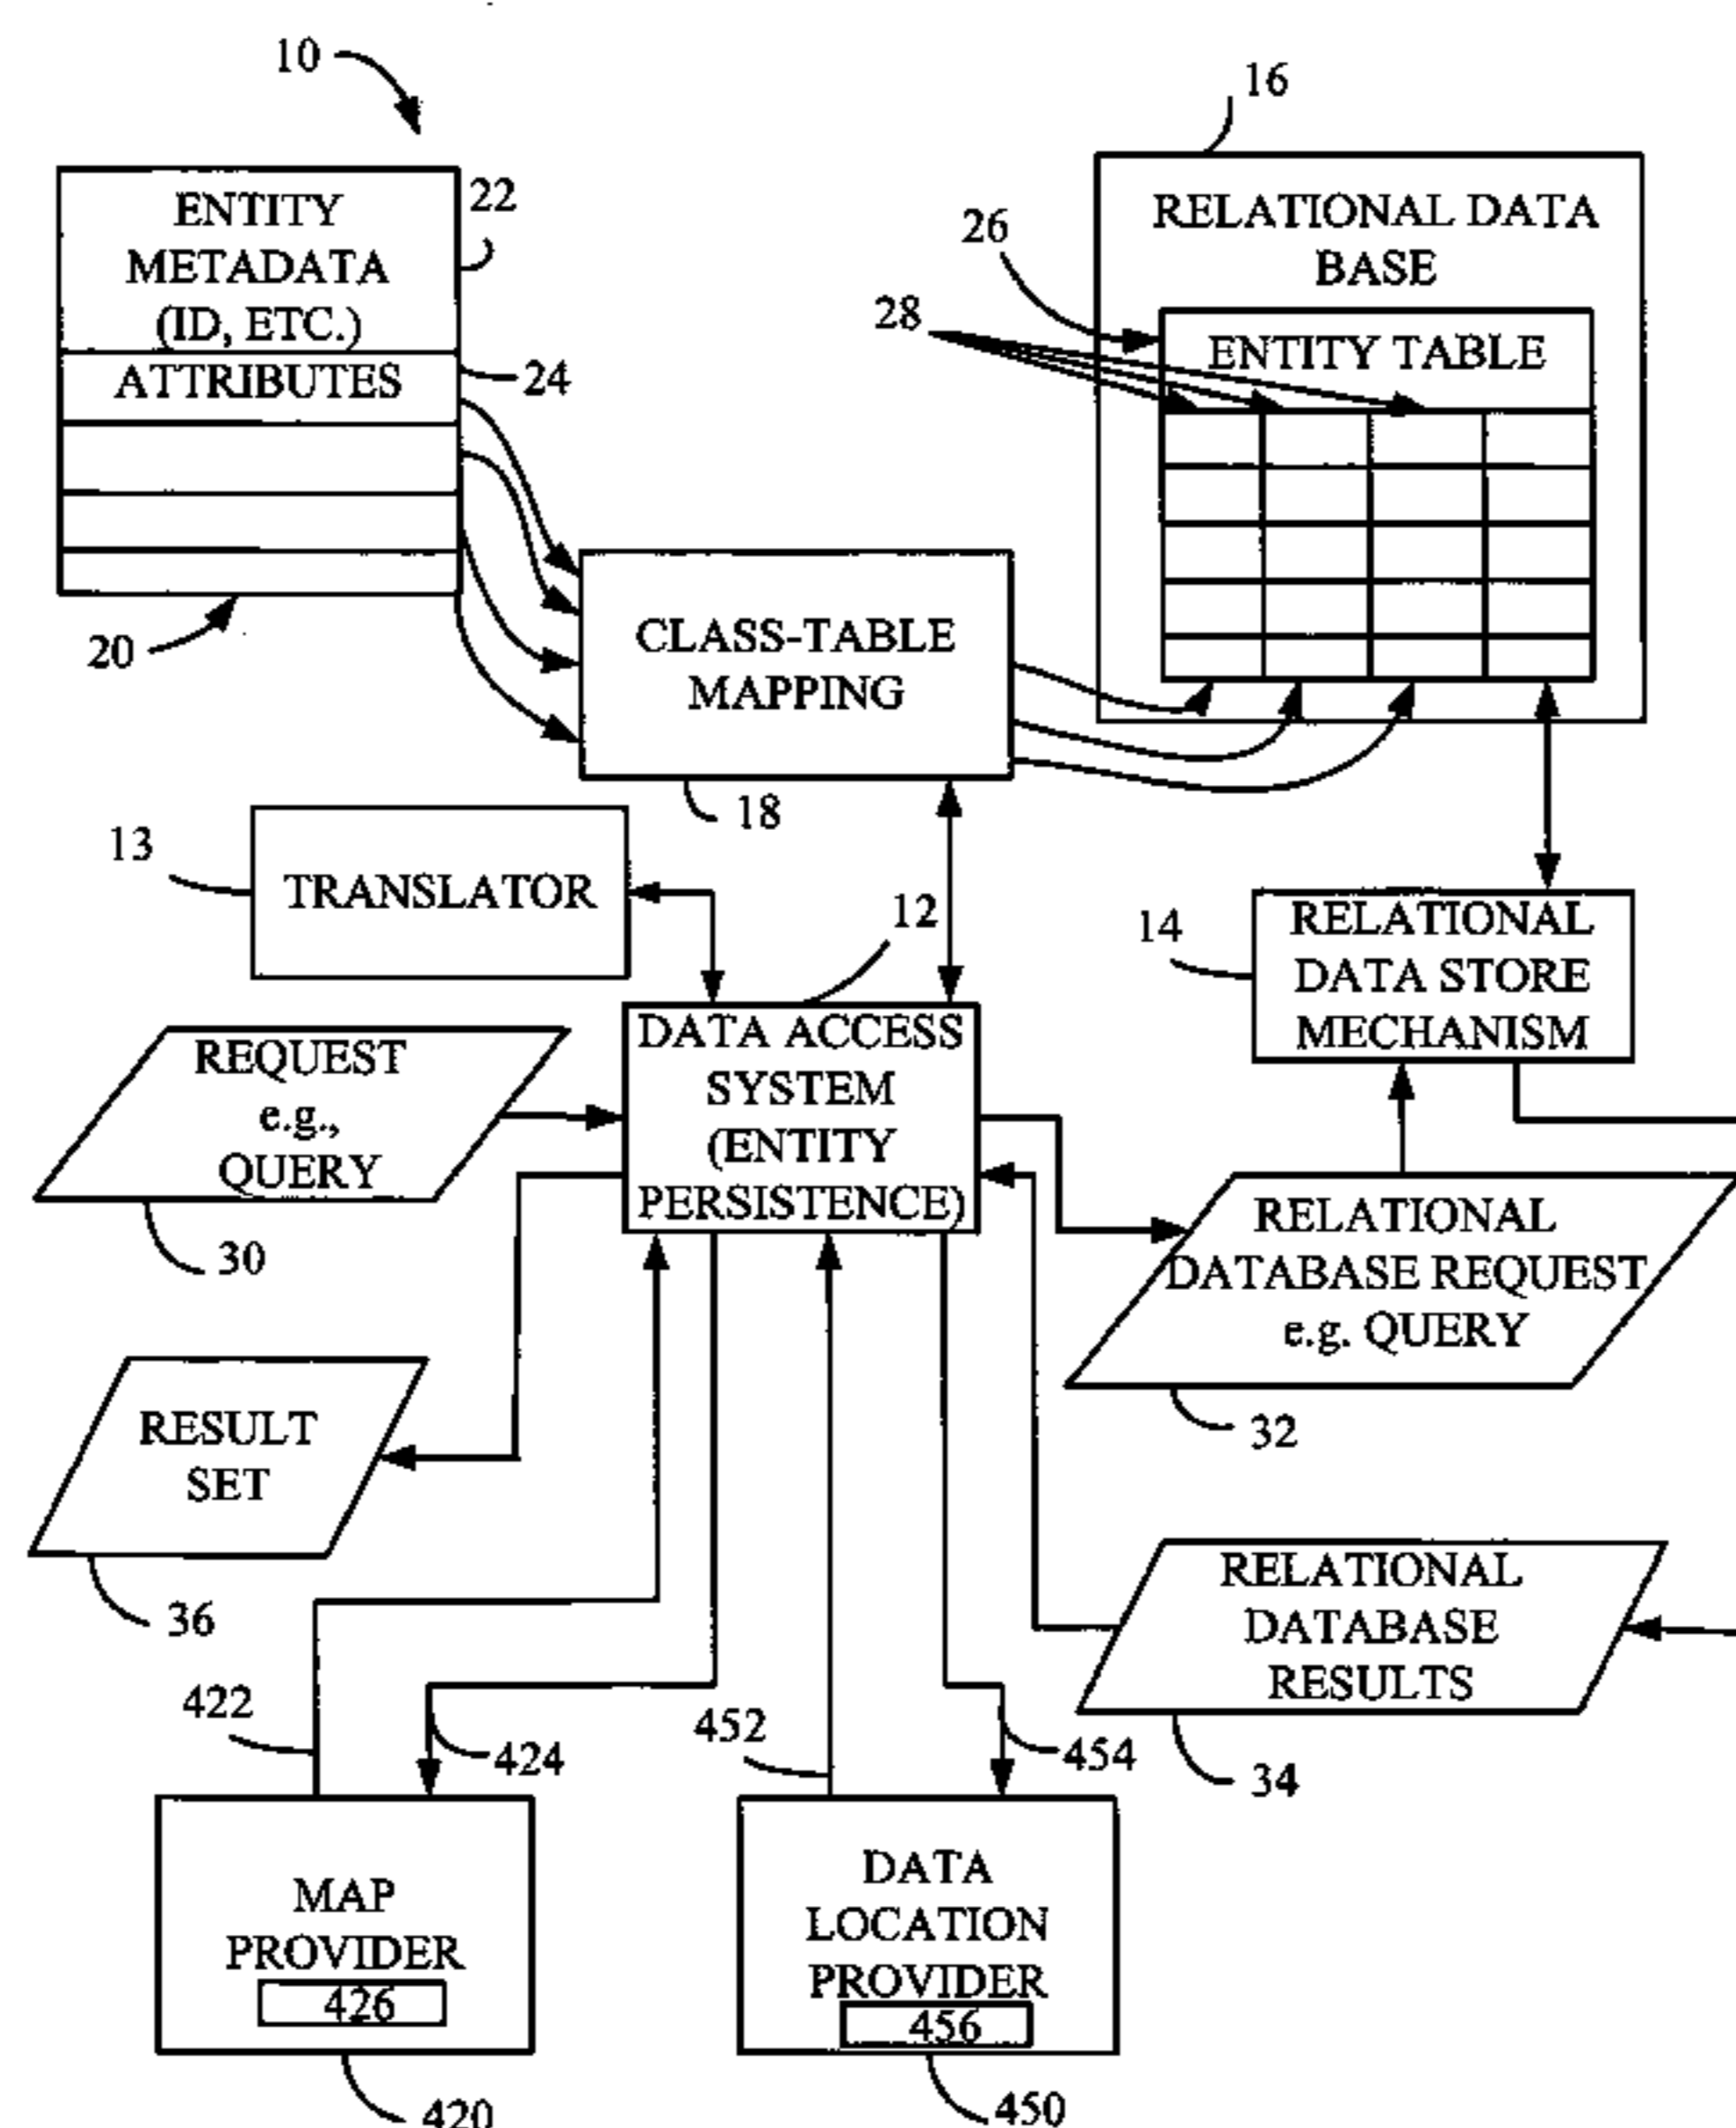 10
16
ENTITY
METADATA
(ID, ETC.)
22
ATTRIBUTES
24
20
RELATIONAL DATA
BASE
26
28
ENTITY TABLE
CLASS-TABLE
MAPPING
18
13
TRANSLATOR
12
14
RELATIONAL
DATA STORE
MECHANISM
DATA ACCESS
SYSTEM
(ENTITY
PERSISTENCE)
REQUEST
e.g.,
QUERY
30
RELATIONAL
DATABASE REQUEST
e.g. QUERY
32
RESULT
SET
36
RELATIONAL
DATABASE
RESULTS
34
422
424
452
454
MAP
PROVIDER
426
420
DATA
LOCATION
PROVIDER
456
450